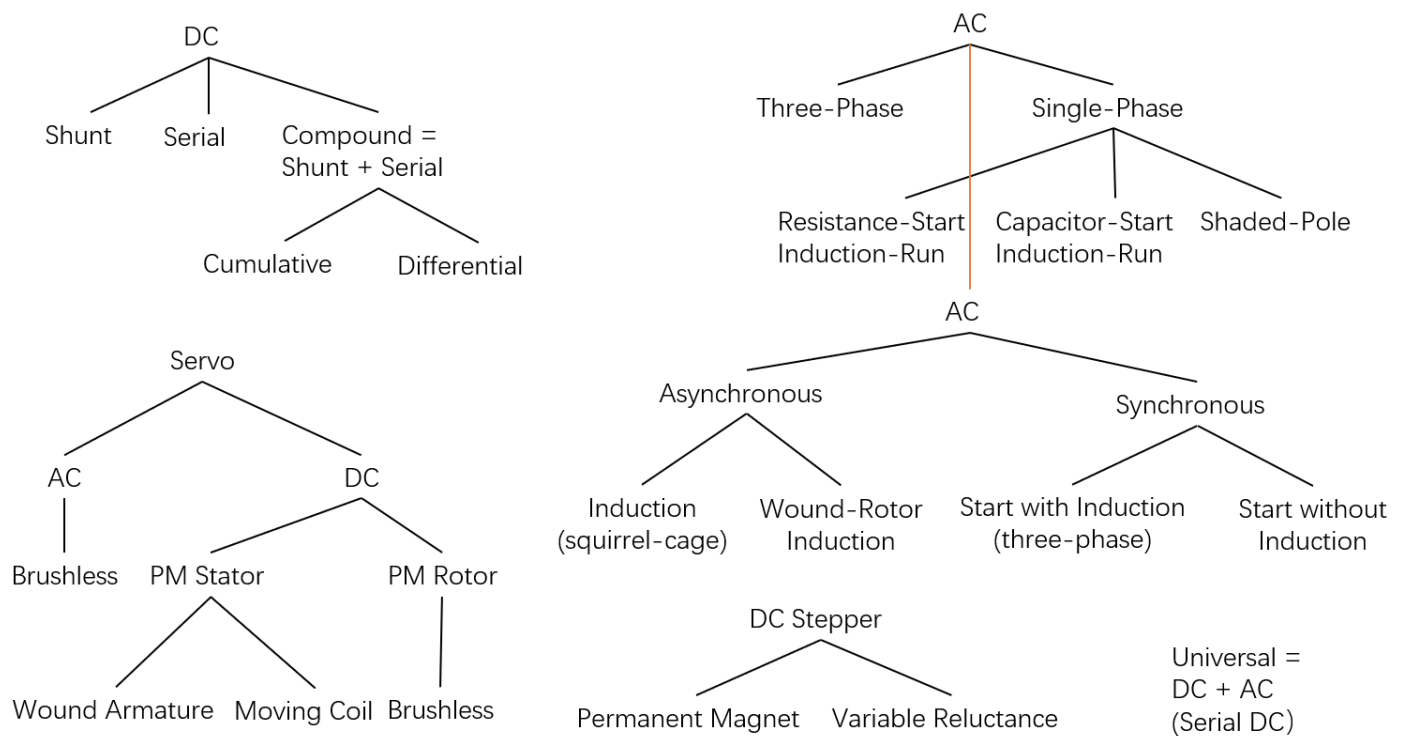 DC
Shunt
Serial
Compound =
Shunt + Serial
Cumulative
Differential
AC
Three-Phase
Single-Phase
Resistance-Start
Induction-Run
Capacitor-Start
Induction-Run
Shaded-Pole
AC
Asynchronous
Synchronous
Induction
(squirrel-cage)
Wound-Rotor
Induction
Start with Induction
(three-phase)
Start without
Induction
Servo
AC
DC
Brushless
PM Stator
PM Rotor
Wound Armature
Moving Coil
Brushless
DC Stepper
Permanent Magnet
Variable Reluctance
Universal =
DC + AC
(Serial DC)